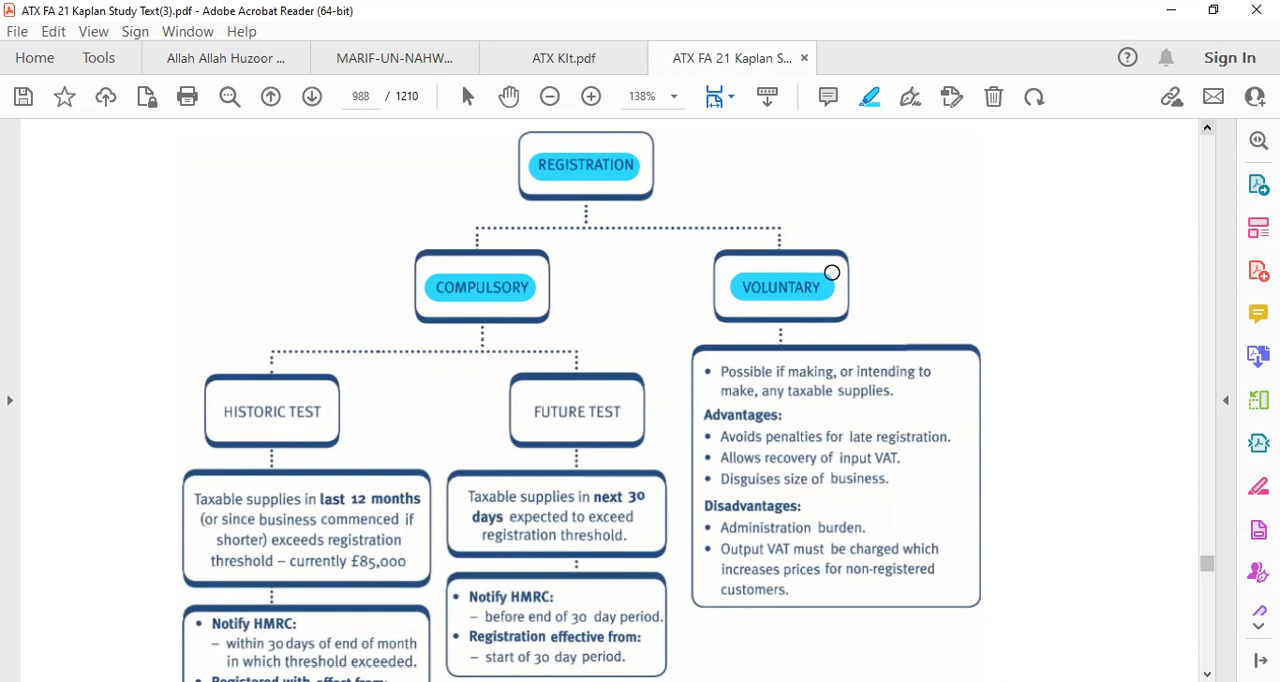 ATX FA 21 Kaplan Study Text(3).pdf - Adobe Acrobat Reader (64-bit)
File Edit View Sign Window Help
Home Tools Allah Allah Huzoor ... MARIF-UN-NAHW... ATX KIt.pdf ATX FA 21 Kaplan S... Sign In
988 / 1210 138%
REGISTRATION
COMPULSORY
VOLUNTARY
HISTORIC TEST
FUTURE TEST
Taxable supplies in last 12 months
(or since business commenced if
shorter) exceeds registration
threshold – currently £85,000
• Notify HMRC:
– within 30 days of end of month
in which threshold exceeded.
• Registered with effect from:
Taxable supplies in next 30
days expected to exceed
registration threshold.
• Notify HMRC:
– before end of 30 day period.
• Registration effective from:
– start of 30 day period.
• Possible if making, or intending to
make, any taxable supplies.
Advantages:
• Avoids penalties for late registration.
• Allows recovery of input VAT.
• Disguises size of business.
Disadvantages:
• Administration burden.
• Output VAT must be charged which
increases prices for non-registered
customers.